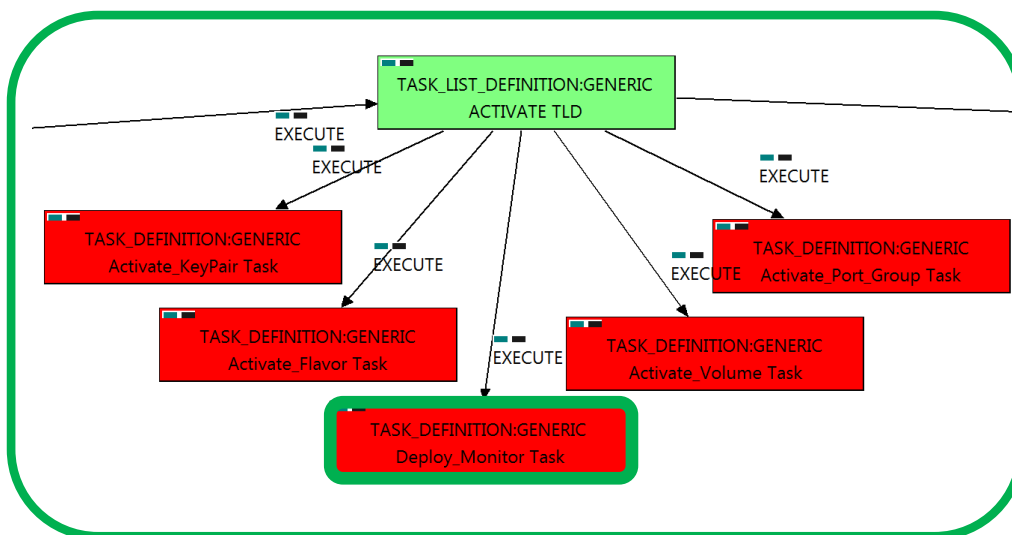 TASK_LIST_DEFINITION:GENERIC
ACTIVATE TLD
EXECUTE
EXECUTE
EXECUTE
TASK_DEFINITION:GENERIC
Activate_KeyPair Task
TASK_DEFINITION:GENERIC
Activate_Port_Group Task
EXECUTE
EXECUTE
TASK_DEFINITION:GENERIC
Activate_Flavor Task
TASK_DEFINITION:GENERIC
Activate_Volume Task
EXECUTE
TASK_DEFINITION:GENERIC
Deploy_Monitor Task